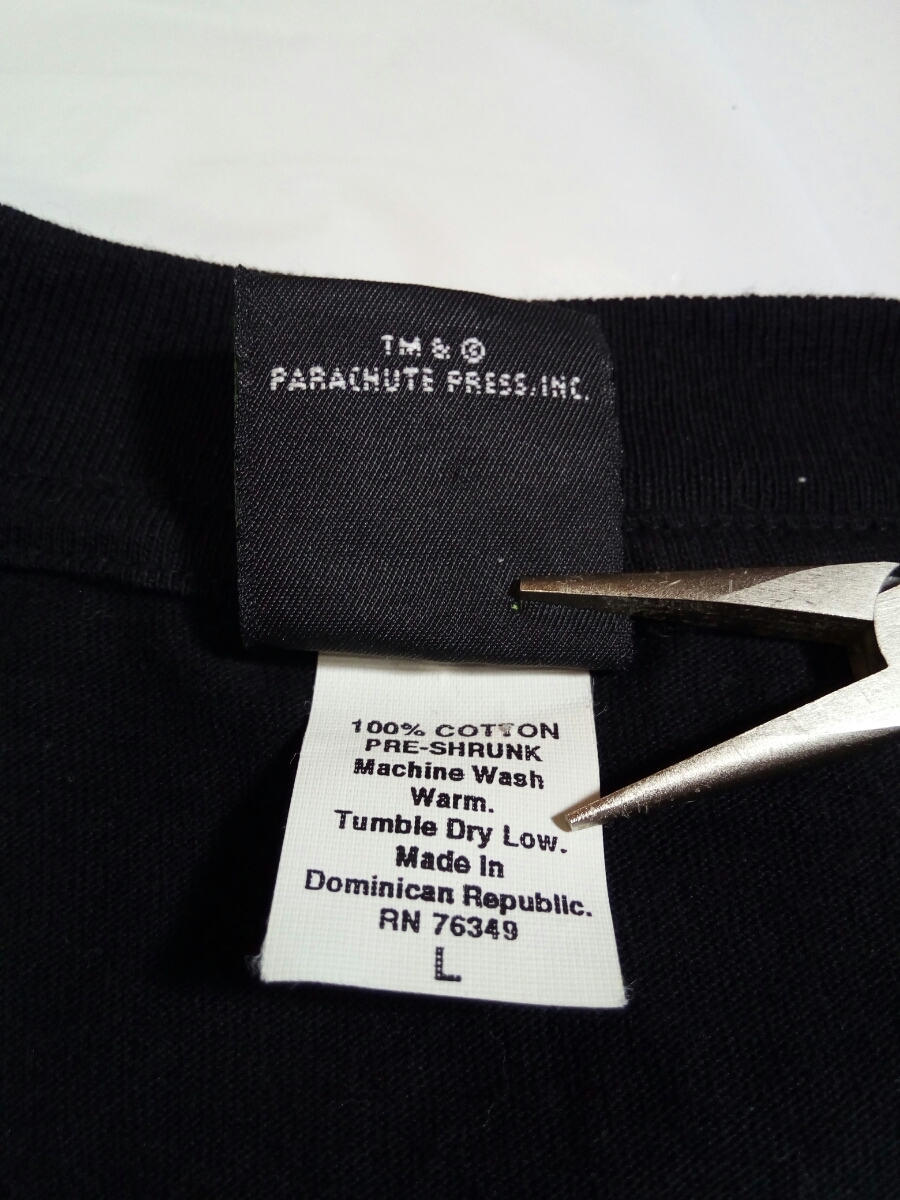 TM & ©
PARACHUTE PRESS, INC.
100% COTTON
PRE-SHRUNK
Machine Wash
Warm.
Tumble Dry Low.
Made In
Dominican Republic.
RN 76349
L